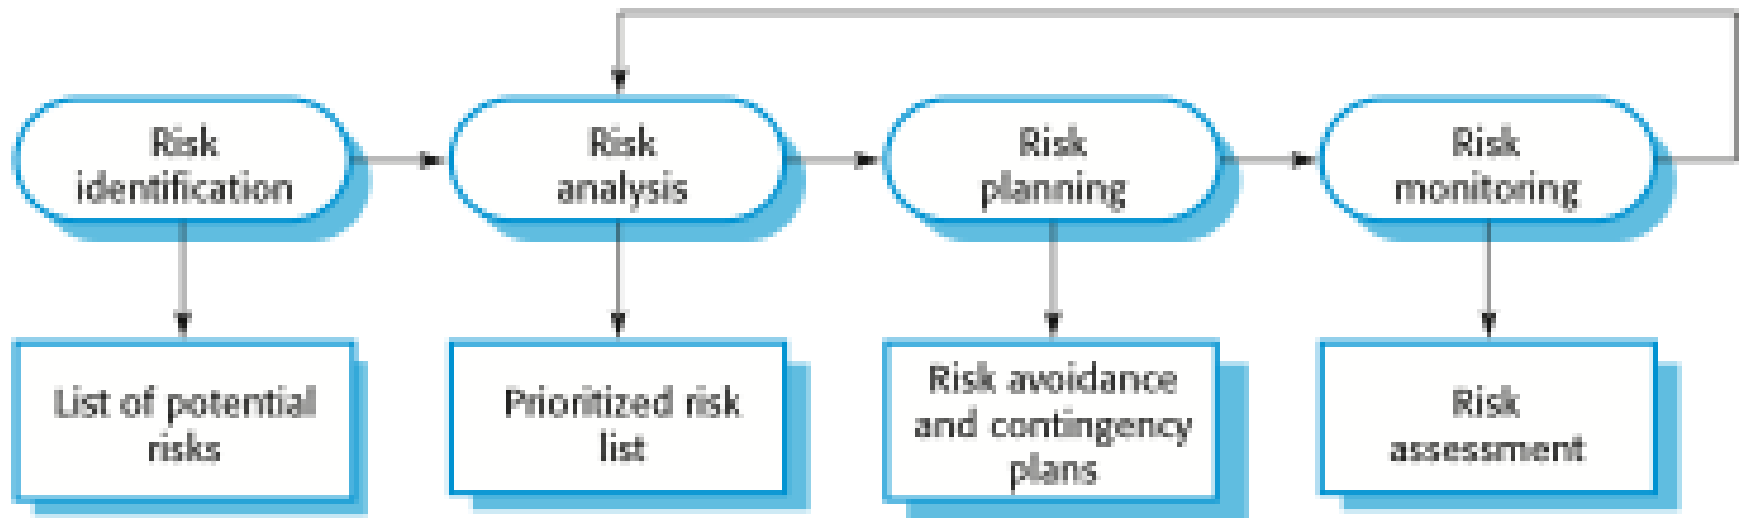 Risk
identification
Risk
analysis
Risk
planning
Risk
monitoring
List of potential
risks
Prioritized risk
list
Risk avoidance
and contingency
plans
Risk
assessment